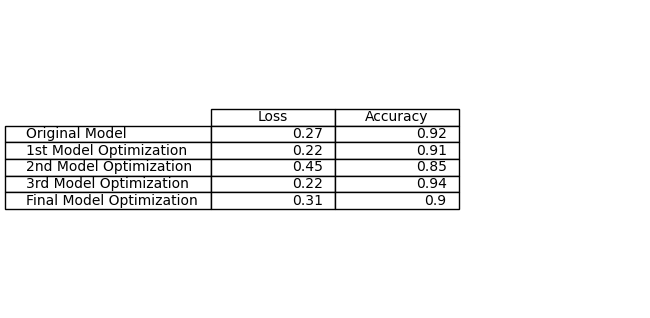 Loss Accuracy
Original Model 0.27 0.92
1st Model Optimization 0.22 0.91
2nd Model Optimization 0.45 0.85
3rd Model Optimization 0.22 0.94
Final Model Optimization 0.31 0.9